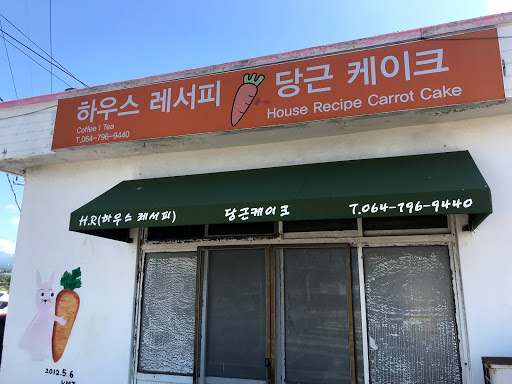 하우스 레서피 당근 케이크
Coffee | Tea House Recipe Carrot Cake
T.064-796-9440
H.R(하우스 레서피) 당근케이크 T.064-796-9440
2012.5.6